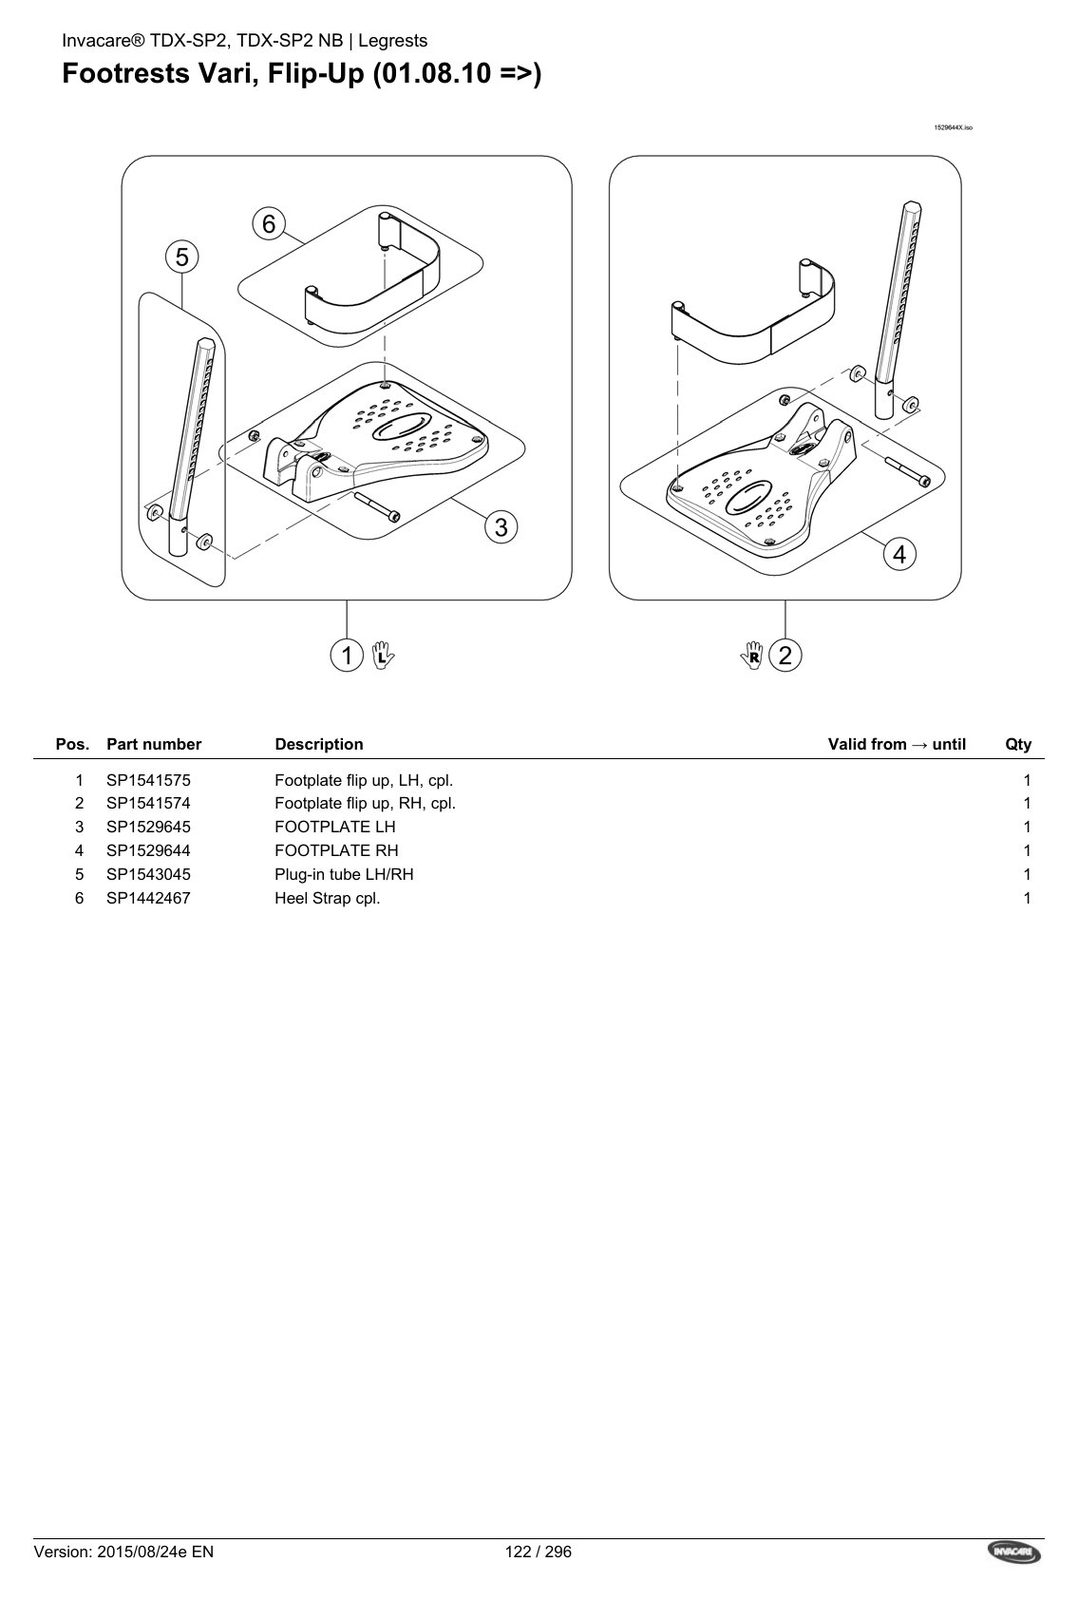 Invacare® TDX-SP2, TDX-SP2 NB | Legrests
Footrests Vari, Flip-Up (01.08.10 =>)
1529644X.iso
6
5
3
4
1 L
R 2
Pos. Part number Description Valid from → until Qty
1 SP1541575 Footplate flip up, LH, cpl. 1
2 SP1541574 Footplate flip up, RH, cpl. 1
3 SP1529645 FOOTPLATE LH 1
4 SP1529644 FOOTPLATE RH 1
5 SP1543045 Plug-in tube LH/RH 1
6 SP1442467 Heel Strap cpl. 1
Version: 2015/08/24e EN 122 / 296 INVACARE